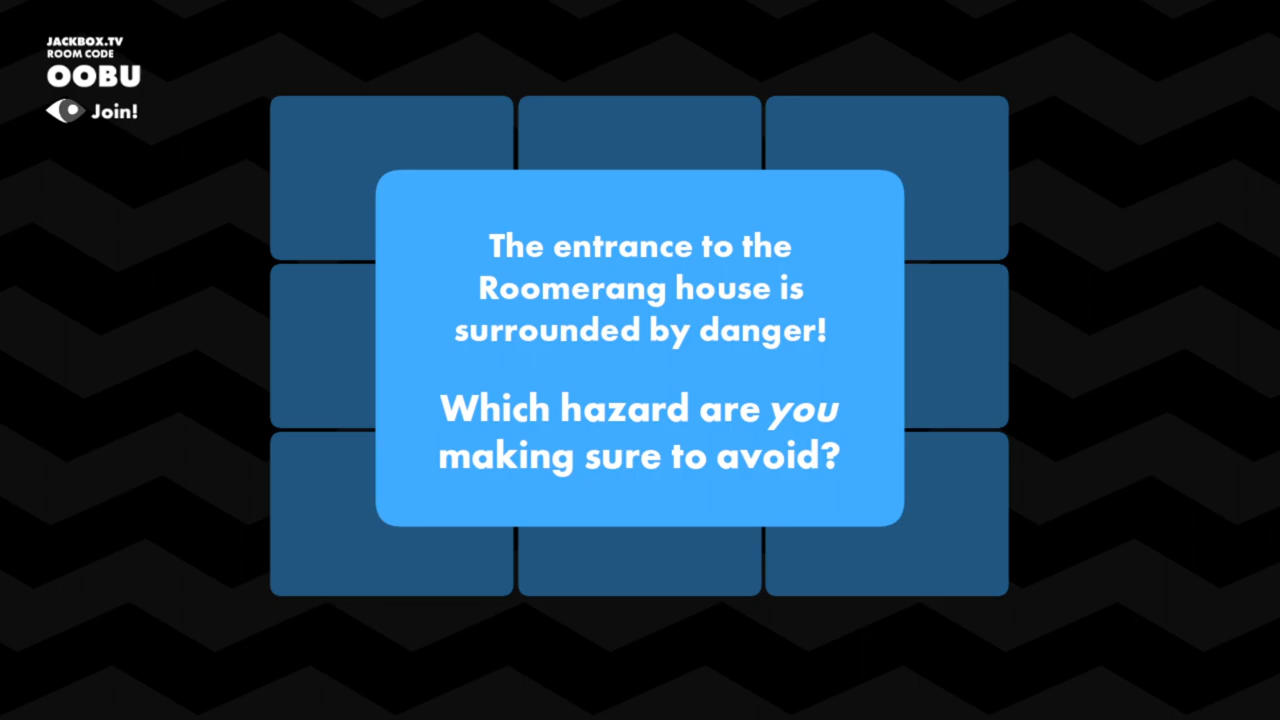 JACKBOX.TV
ROOM CODE
OOBU
Join!
The entrance to the
Roomerang house is
surrounded by danger!
Which hazard are you
making sure to avoid?